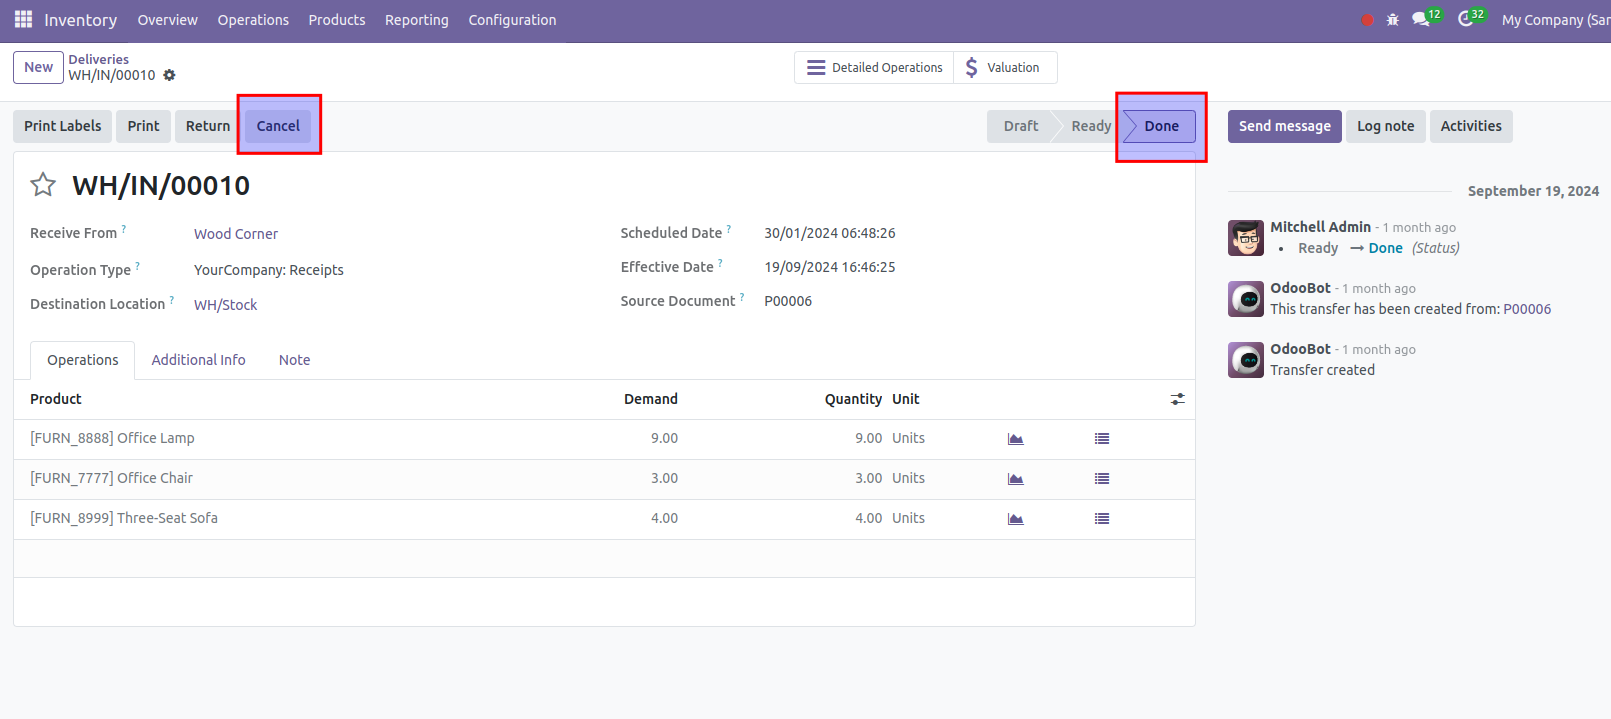 Inventory Overview Operations Products Reporting Configuration 12 32 My Company (Sar
New Deliveries
WH/IN/00010
Detailed Operations $ Valuation
Print Labels Print Return Cancel Draft Ready Done Send message Log note Activities
WH/IN/00010
Receive From ? Wood Corner
Operation Type ? YourCompany: Receipts
Destination Location ? WH/Stock
Scheduled Date ? 30/01/2024 06:48:26
Effective Date ? 19/09/2024 16:46:25
Source Document ? P00006
Operations Additional Info Note
Product Demand Quantity Unit
[FURN_8888] Office Lamp 9.00 9.00 Units
[FURN_7777] Office Chair 3.00 3.00 Units
[FURN_8999] Three-Seat Sofa 4.00 4.00 Units
September 19, 2024
Mitchell Admin - 1 month ago
• Ready → Done (Status)
OdooBot - 1 month ago
This transfer has been created from: P00006
OdooBot - 1 month ago
Transfer created